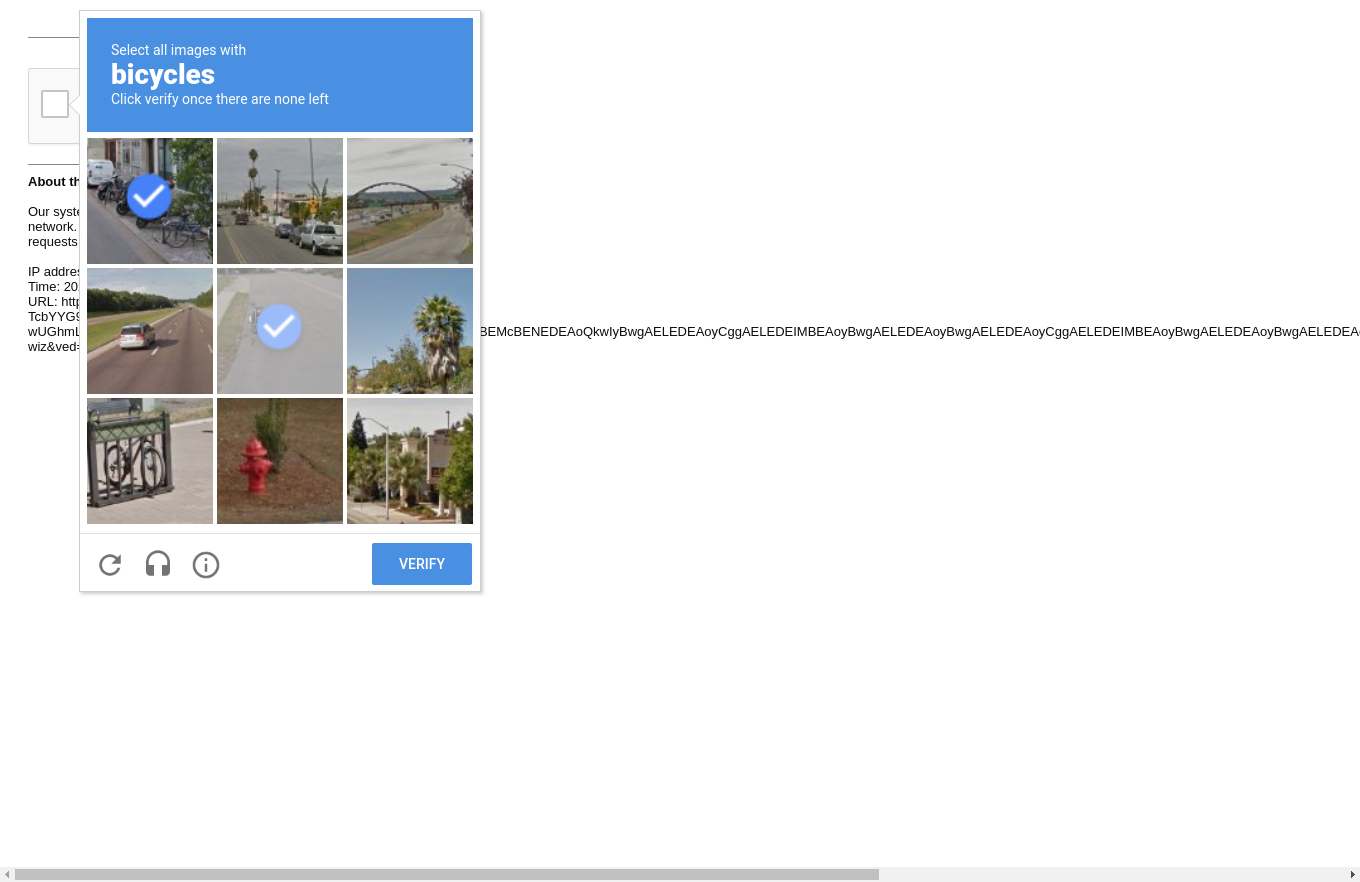 Select all images with
bicycles
Click verify once there are none left
About th
Our syste
network.
requests
IP addres
Time: 20
URL: http
TcbYYG9
wUGhmL
BEMcBENEDEAoQkwIyBwgAELEDEAoyCggAELEDEIMBEAoyBwgAELEDEAoyBwgAELEDEAoyCggAELEDEIMBEAoyBwgAELEDEAoyBwgAELEDEA
wiz&ved=
VERIFY